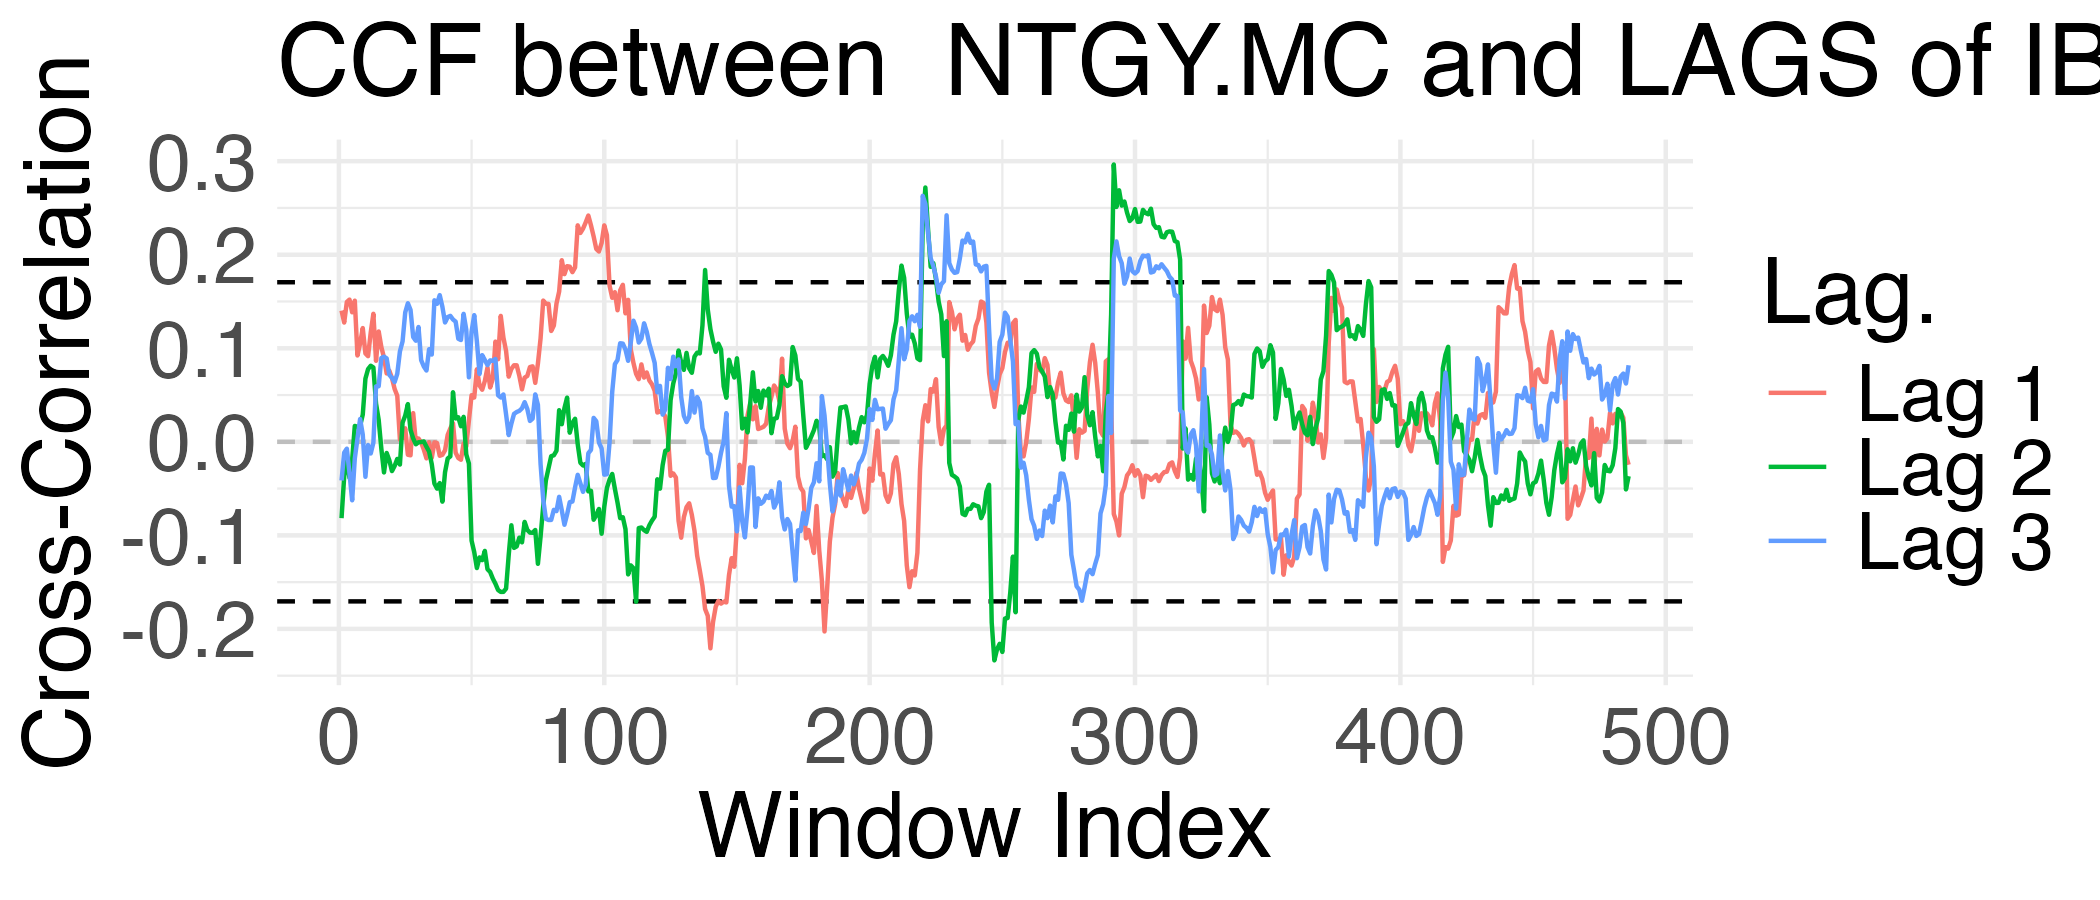 CCF between  NTGY.MC and LAGS of IB
Cross-Correlation
0.3
0.2
0.1
0.0
-0.1
-0.2
0 100 200 300 400 500
Window Index
Lag.
Lag 1
Lag 2
Lag 3